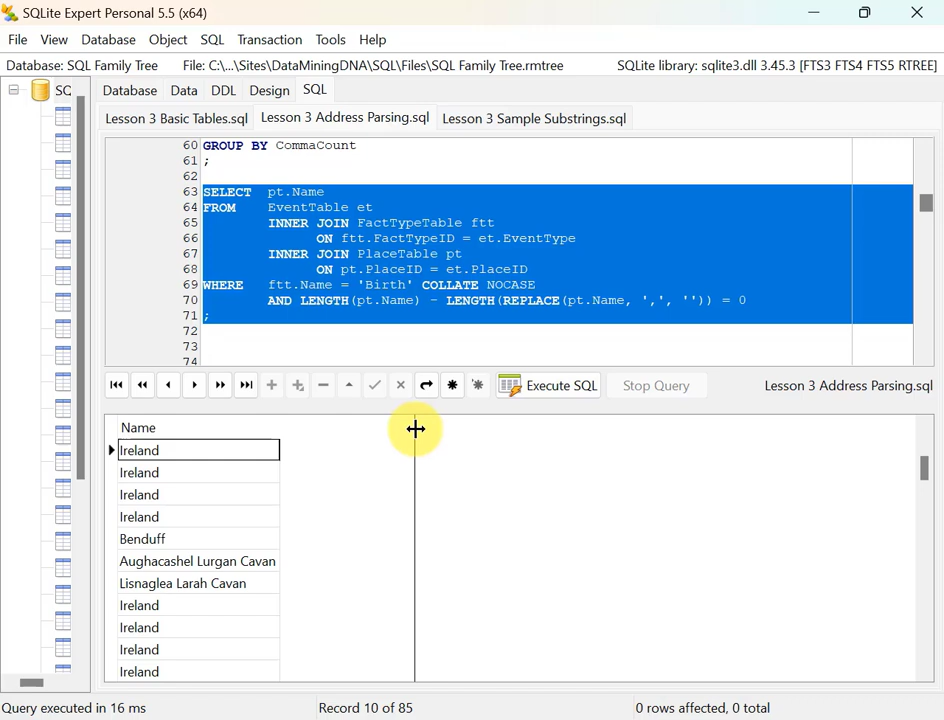 SQLite Expert Personal 5.5 (x64)
File View Database Object SQL Transaction Tools Help
Database: SQL Family Tree File: C:\...\Sites\DataMiningDNA\SQL\Files\SQL Family Tree.rmtree SQLite library: sqlite3.dll 3.45.3 [FTS3 FTS4 FTS5 RTREE]
SQ
Database Data DDL Design SQL
Lesson 3 Basic Tables.sql Lesson 3 Address Parsing.sql Lesson 3 Sample Substrings.sql
60 GROUP BY CommaCount
61 ;
62
63 SELECT pt.Name
64 FROM EventTable et
65 INNER JOIN FactTypeTable ftt
66 ON ftt.FactTypeID = et.EventType
67 INNER JOIN PlaceTable pt
68 ON pt.PlaceID = et.PlaceID
69 WHERE ftt.Name = 'Birth' COLLATE NOCASE
70 AND LENGTH(pt.Name) - LENGTH(REPLACE(pt.Name, ',', '')) = 0
71 ;
72
73
74
Execute SQL Stop Query Lesson 3 Address Parsing.sql
Name
Ireland
Ireland
Ireland
Ireland
Benduff
Aughacashel Lurgan Cavan
Lisnaglea Larah Cavan
Ireland
Ireland
Ireland
Ireland
Query executed in 16 ms Record 10 of 85 0 rows affected, 0 total